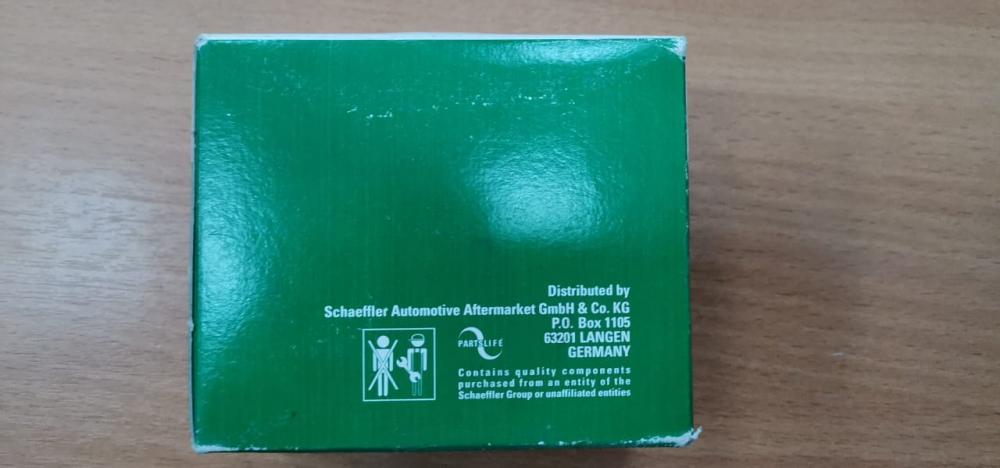 Distributed by
Schaeffler Automotive Aftermarket GmbH & Co. KG
P.O. Box 1105
63201 LANGEN
GERMANY
PARTSLIFE
Contains quality components
purchased from an entity of the
Schaeffler Group or unaffiliated entities